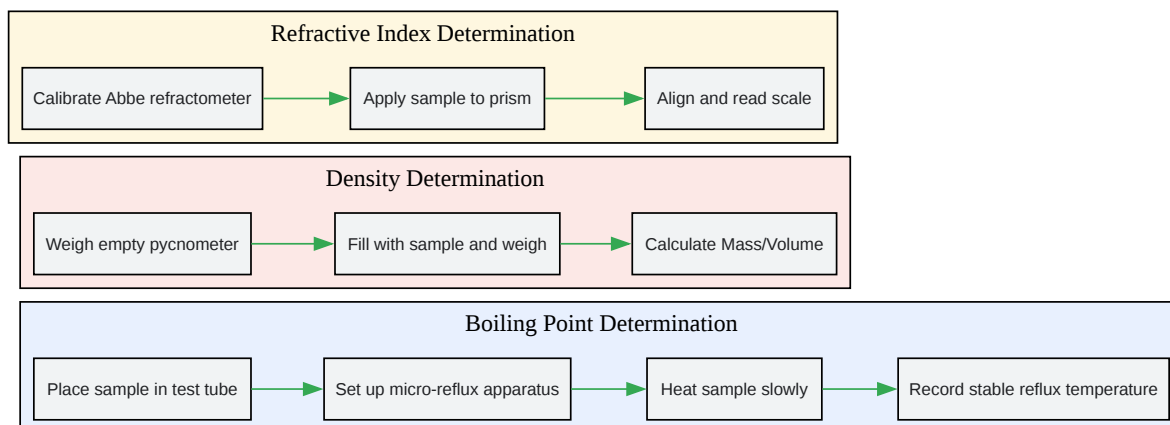 Refractive Index Determination
Calibrate Abbe refractometer
Apply sample to prism
Align and read scale
Density Determination
Weigh empty pycnometer
Fill with sample and weigh
Calculate Mass/Volume
Boiling Point Determination
Place sample in test tube
Set up micro-reflux apparatus
Heat sample slowly
Record stable reflux temperature